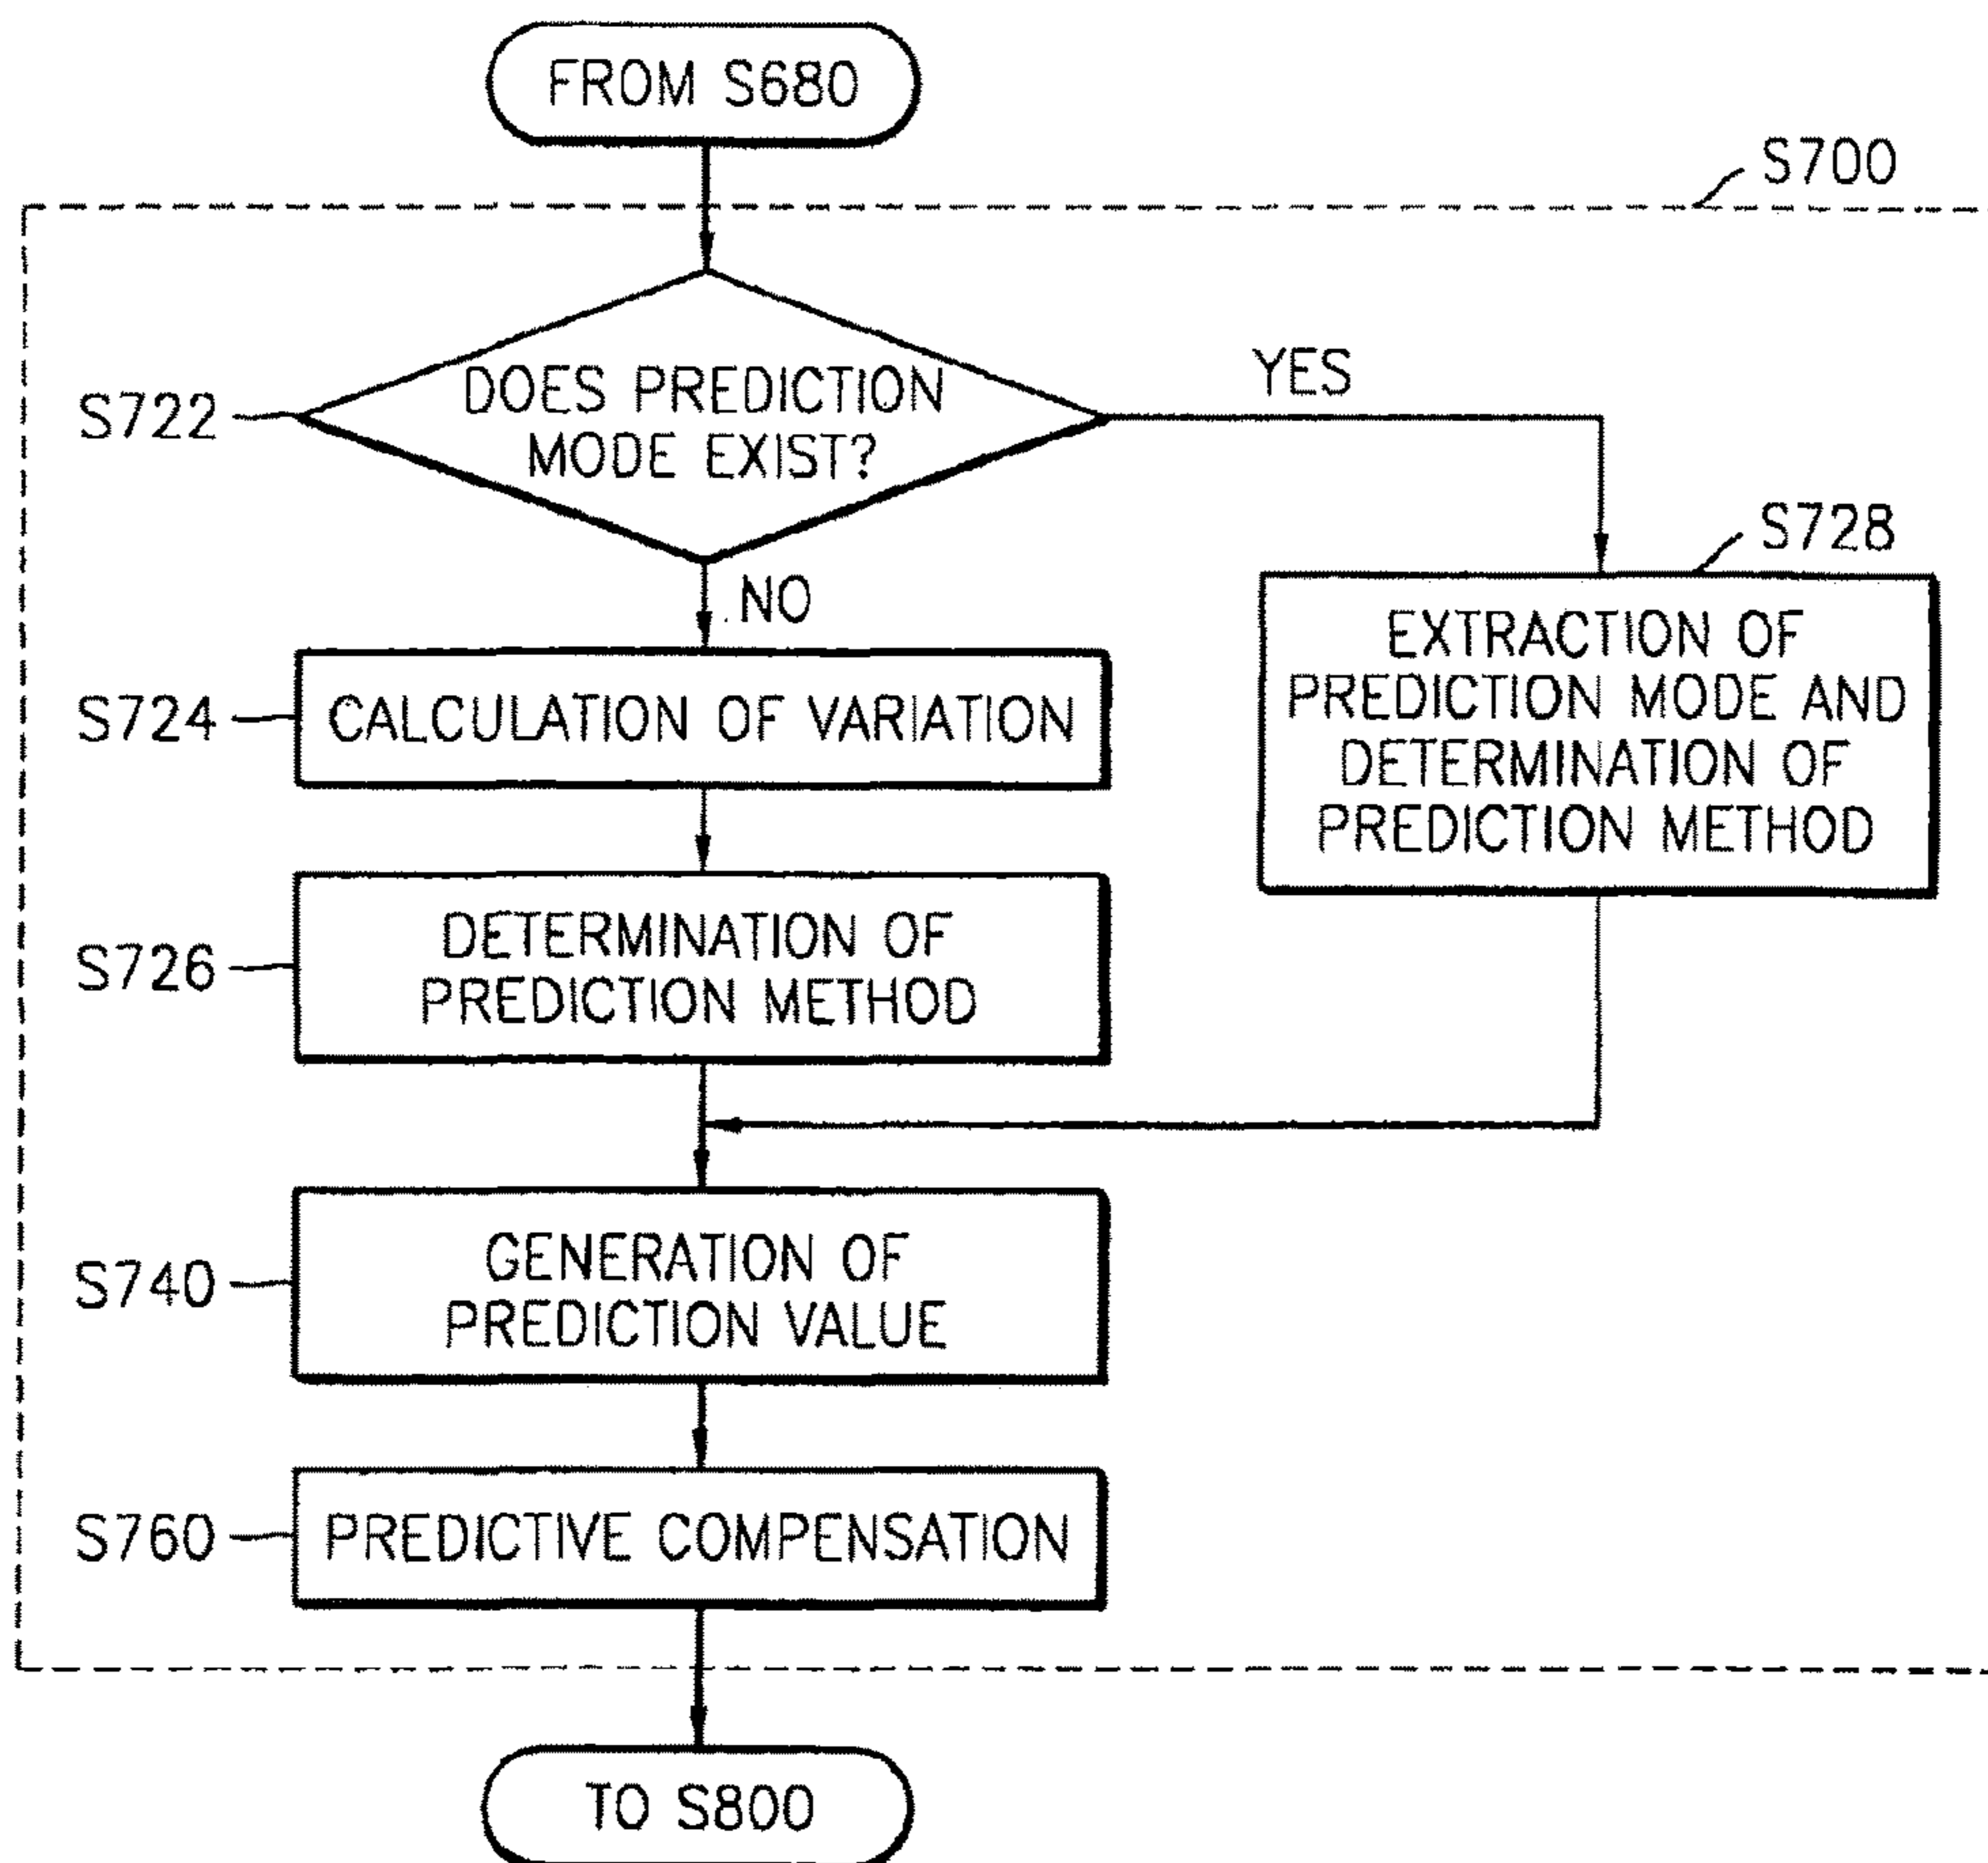 FROM S680
S700
S722
DOES PREDICTION
MODE EXIST?
YES
NO
S728
EXTRACTION OF
PREDICTION MODE AND
DETERMINATION OF
PREDICTION METHOD
S724
CALCULATION OF VARIATION
S726
DETERMINATION OF
PREDICTION METHOD
S740
GENERATION OF
PREDICTION VALUE
S760
PREDICTIVE COMPENSATION
TO S800